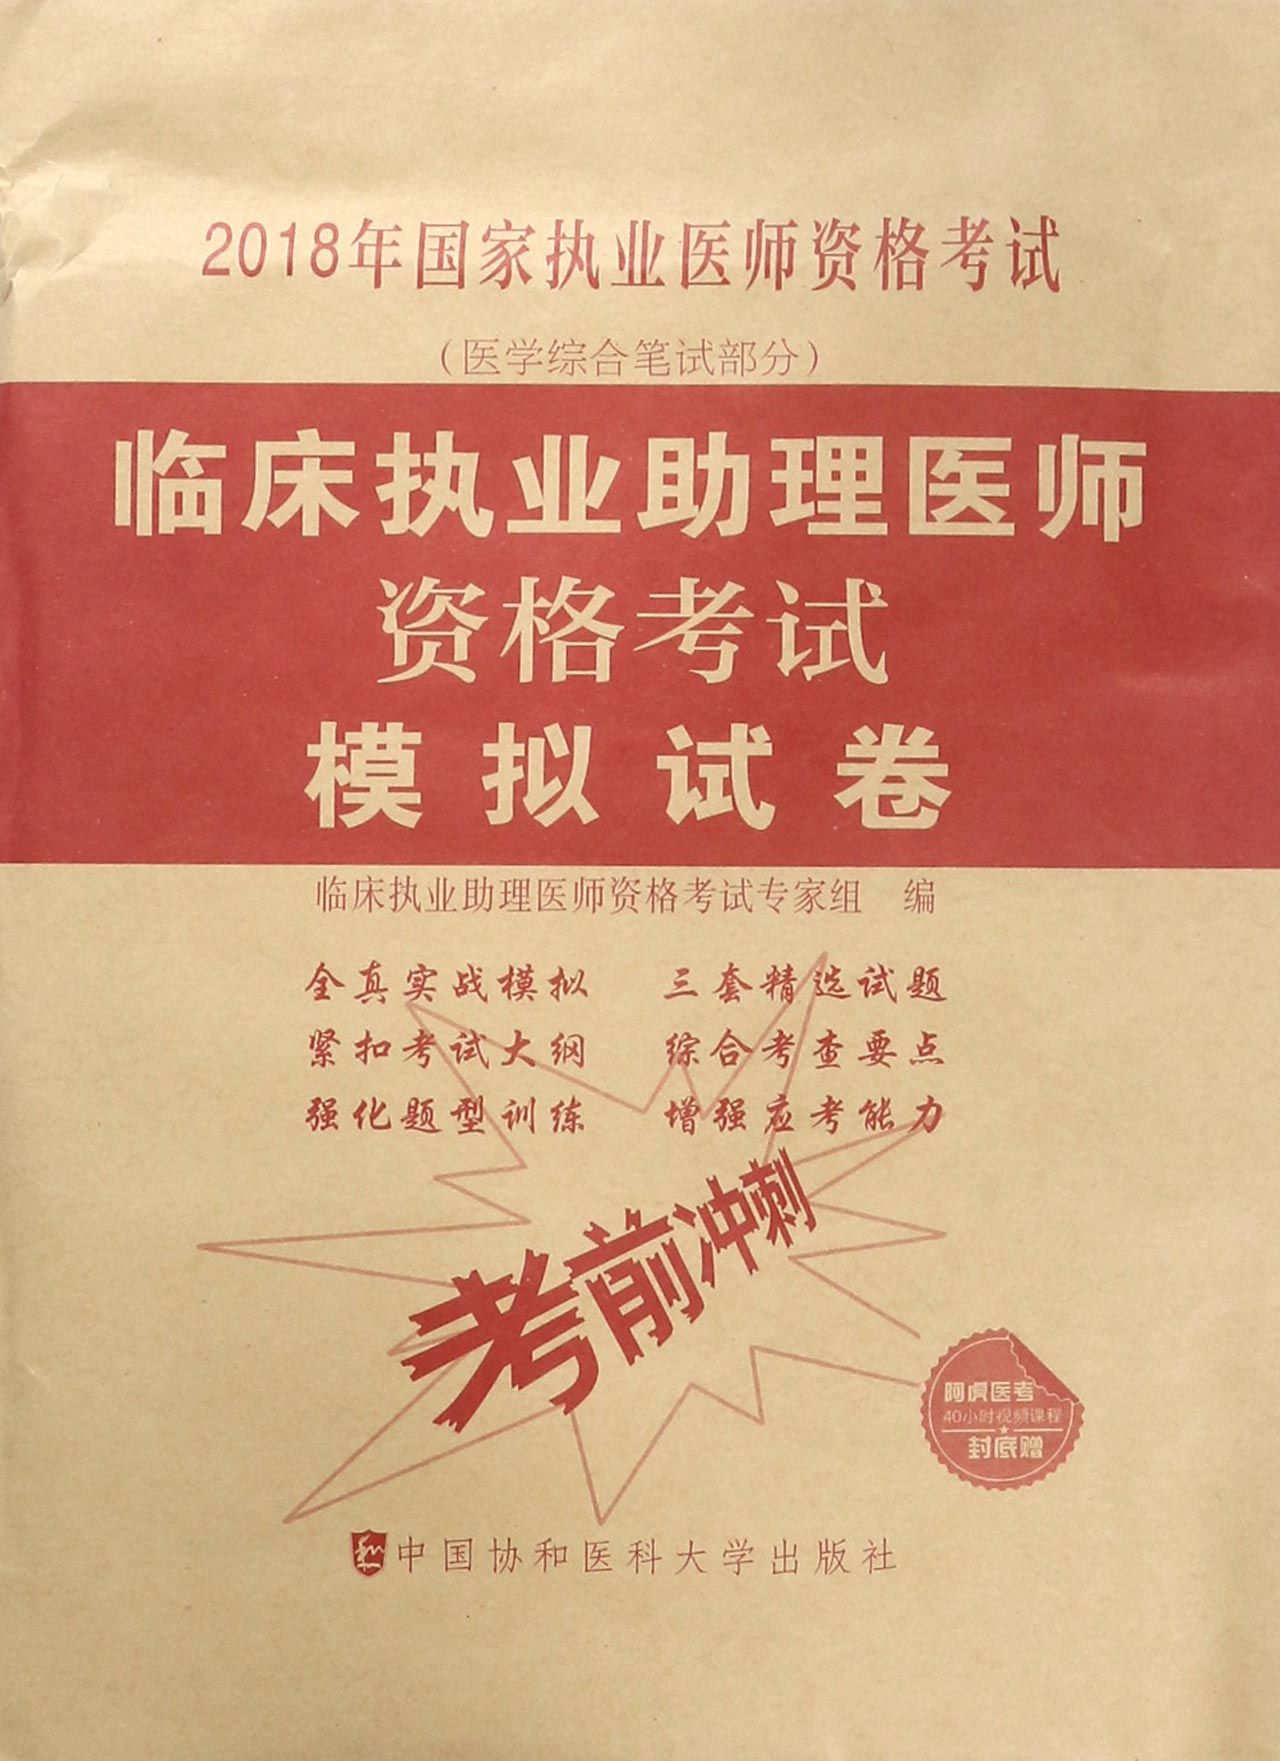 2018年国家执业医师资格考试
（医学综合笔试部分）
临床执业助理医师
资格考试
模拟试卷
临床执业助理医师资格考试专家组 编
全真实战模拟 三套精选试题
紧扣考试大纲 综合考查要点
强化题型训练 增强应考能力
考前冲刺
阿虎医考
40小时视频课程
封底赠
中国协和医科大学出版社